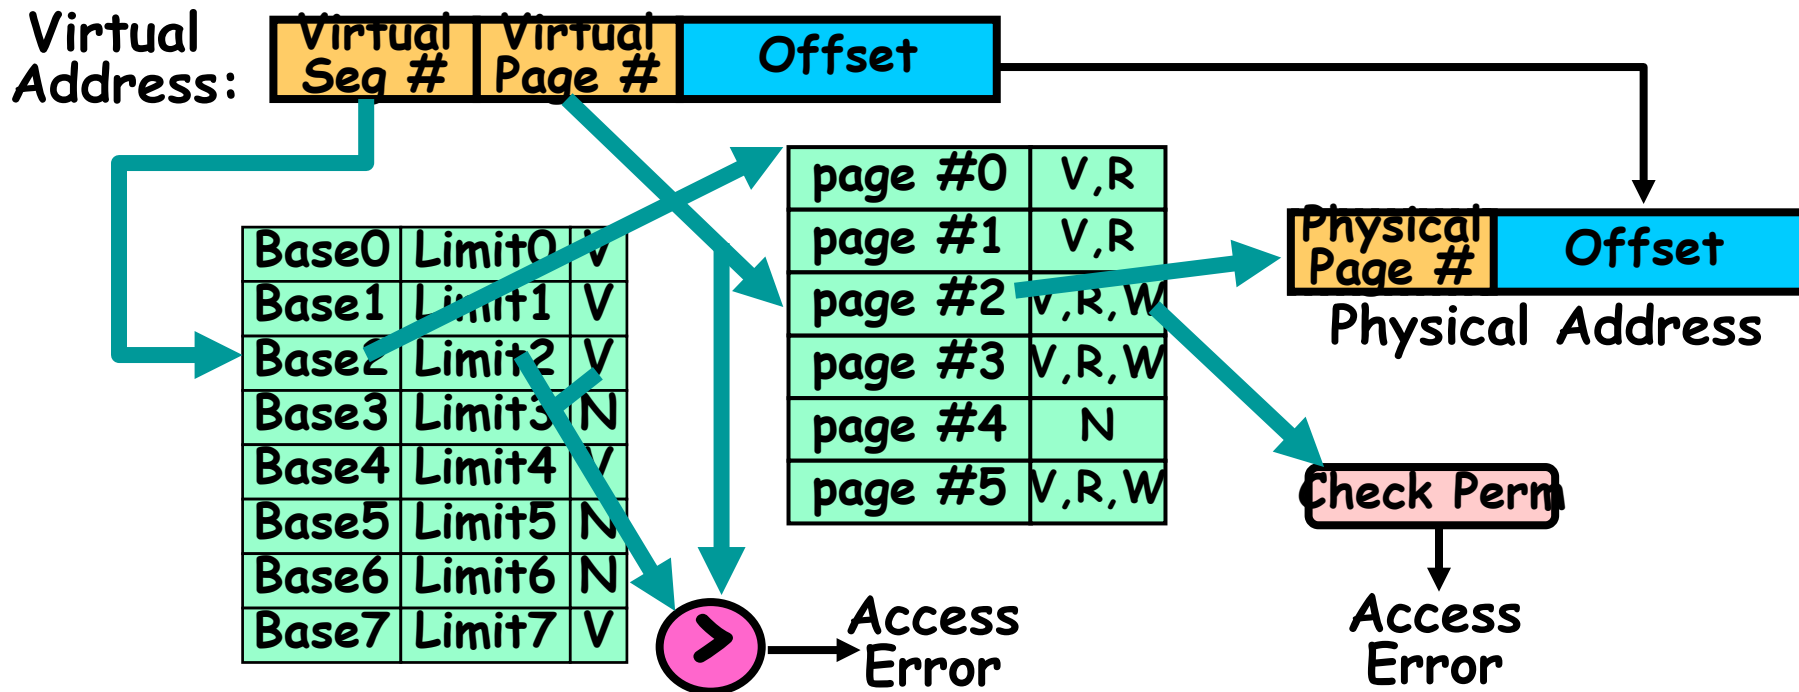 Virtual
Address:
Virtual
Seg #
Virtual
Page #
Offset
Base0 Limit0 V
Base1 Limit1 V
Base2 Limit2 V
Base3 Limit3 N
Base4 Limit4 V
Base5 Limit5 N
Base6 Limit6 N
Base7 Limit7 V
page #0 V,R
page #1 V,R
page #2 V,R,W
page #3 V,R,W
page #4 N
page #5 V,R,W
Physical
Page #
Offset
Physical Address
Check Perm
>
Access
Error
Access
Error